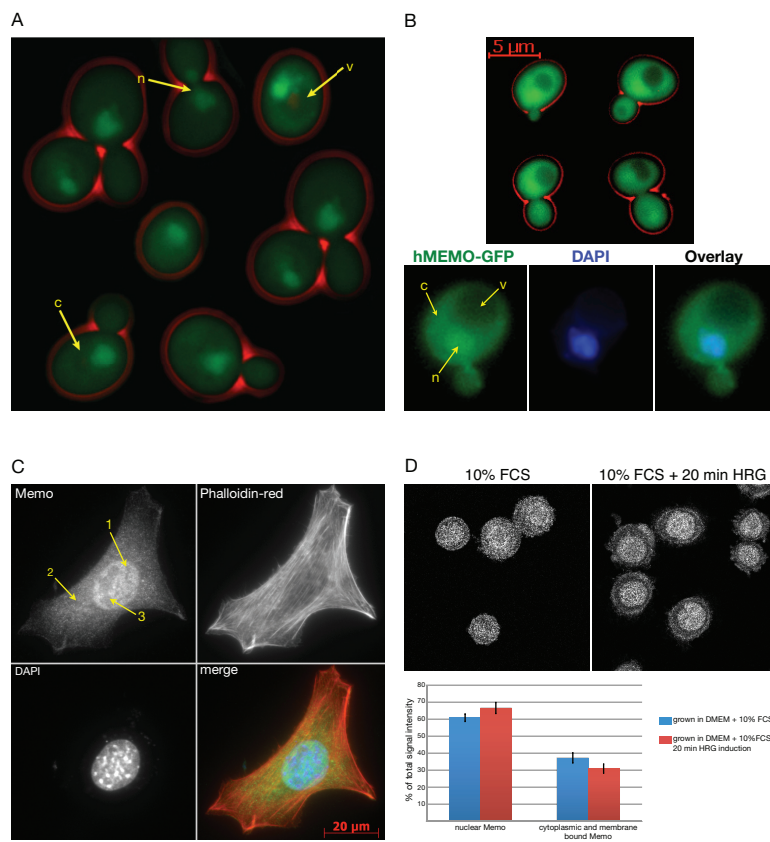 A
n
v
c
B
5 µm
hMEMO-GFP
DAPI
Overlay
c
v
n
C
Memo
Phalloidin-red
1
2
3
DAPI
merge
20 µm
D
10% FCS
10% FCS + 20 min HRG
% of total signal intensity
80
70
60
50
40
30
20
10
nuclear Memo
cytoplasmic and membrane
bound Memo
grown in DMEM + 10% FCS
grown in DMEM + 10%FCS
20 min HRG induction